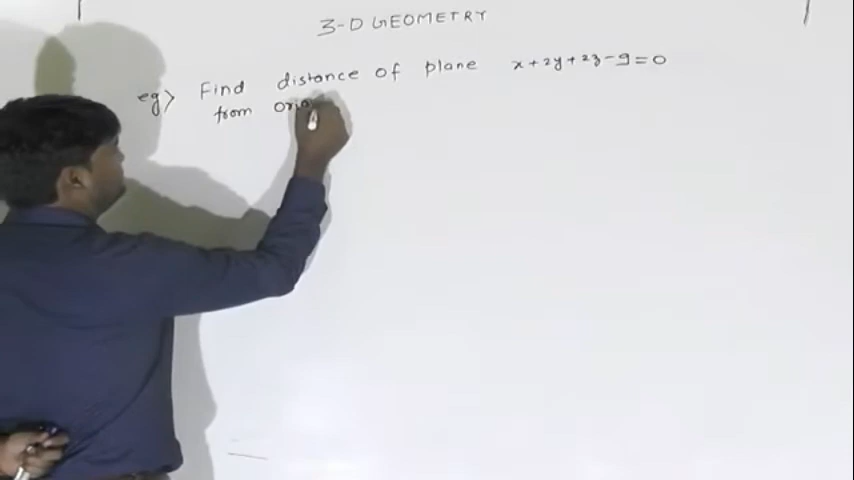 3-D GEOMETRY
eg> Find distance of plane x+2y+2z-9=0
from